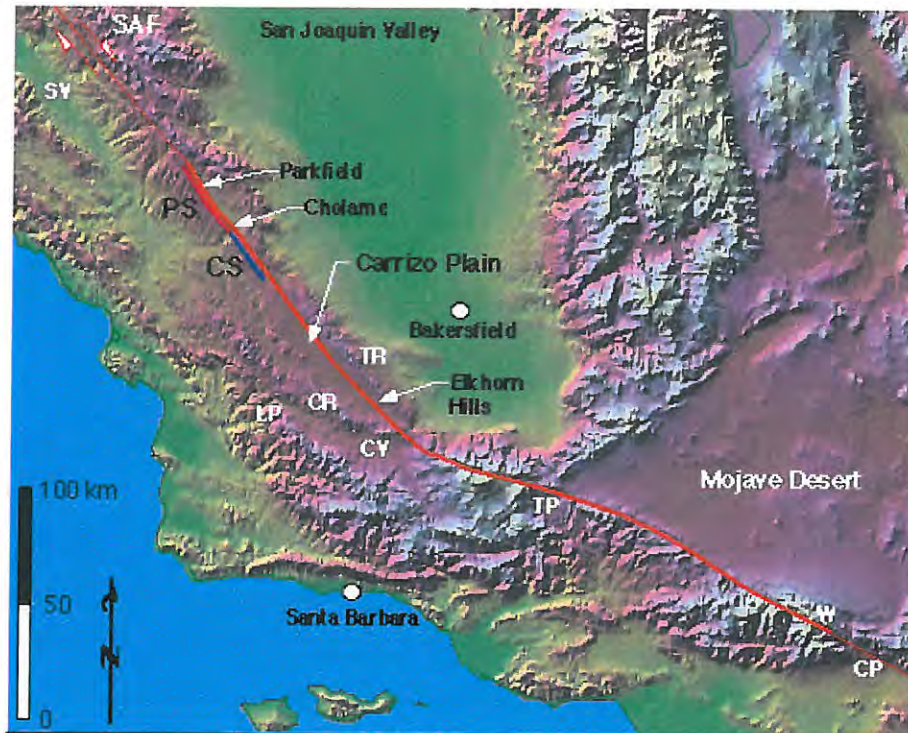 SAF
San Joaquin Valley
SV
Parkfield
PS
Cholame
CS
Carrizo Plain
Bakersfield
TR
Elkhorn
Hills
CR
LP
CV
Mojave Desert
100 km
TP
50
Santa Barbara
N
W
CP
0